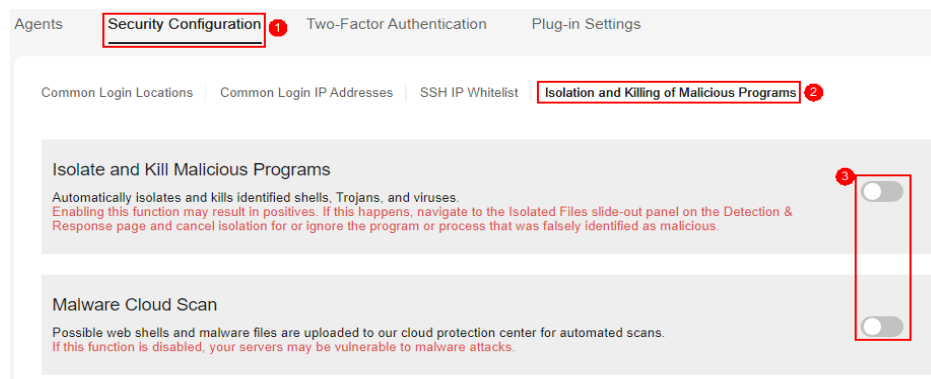 Agents Security Configuration 1 Two-Factor Authentication Plug-in Settings
Common Login Locations Common Login IP Addresses SSH IP Whitelist Isolation and Killing of Malicious Programs 2
Isolate and Kill Malicious Programs
3
Automatically isolates and kills identified shells, Trojans, and viruses.
Enabling this function may result in positives. If this happens, navigate to the Isolated Files slide-out panel on the Detection &
Response page and cancel isolation for or ignore the program or process that was falsely identified as malicious.
Malware Cloud Scan
Possible web shells and malware files are uploaded to our cloud protection center for automated scans.
If this function is disabled, your servers may be vulnerable to malware attacks.